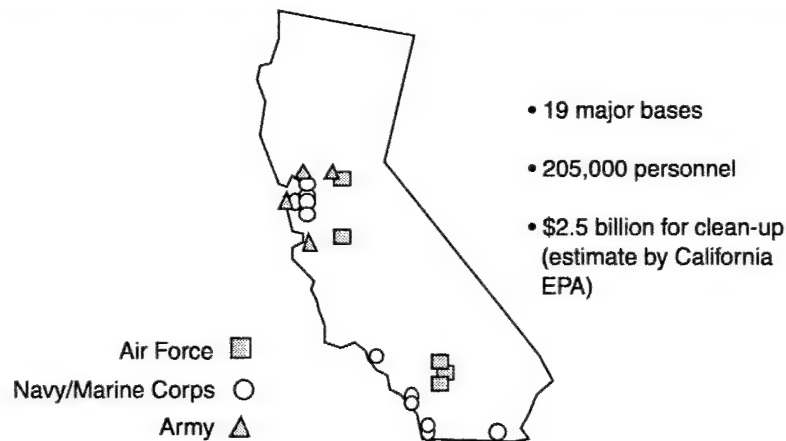 • 19 major bases
• 205,000 personnel
• $2.5 billion for clean-up
(estimate by California
EPA)
Air Force
Navy/Marine Corps
Army